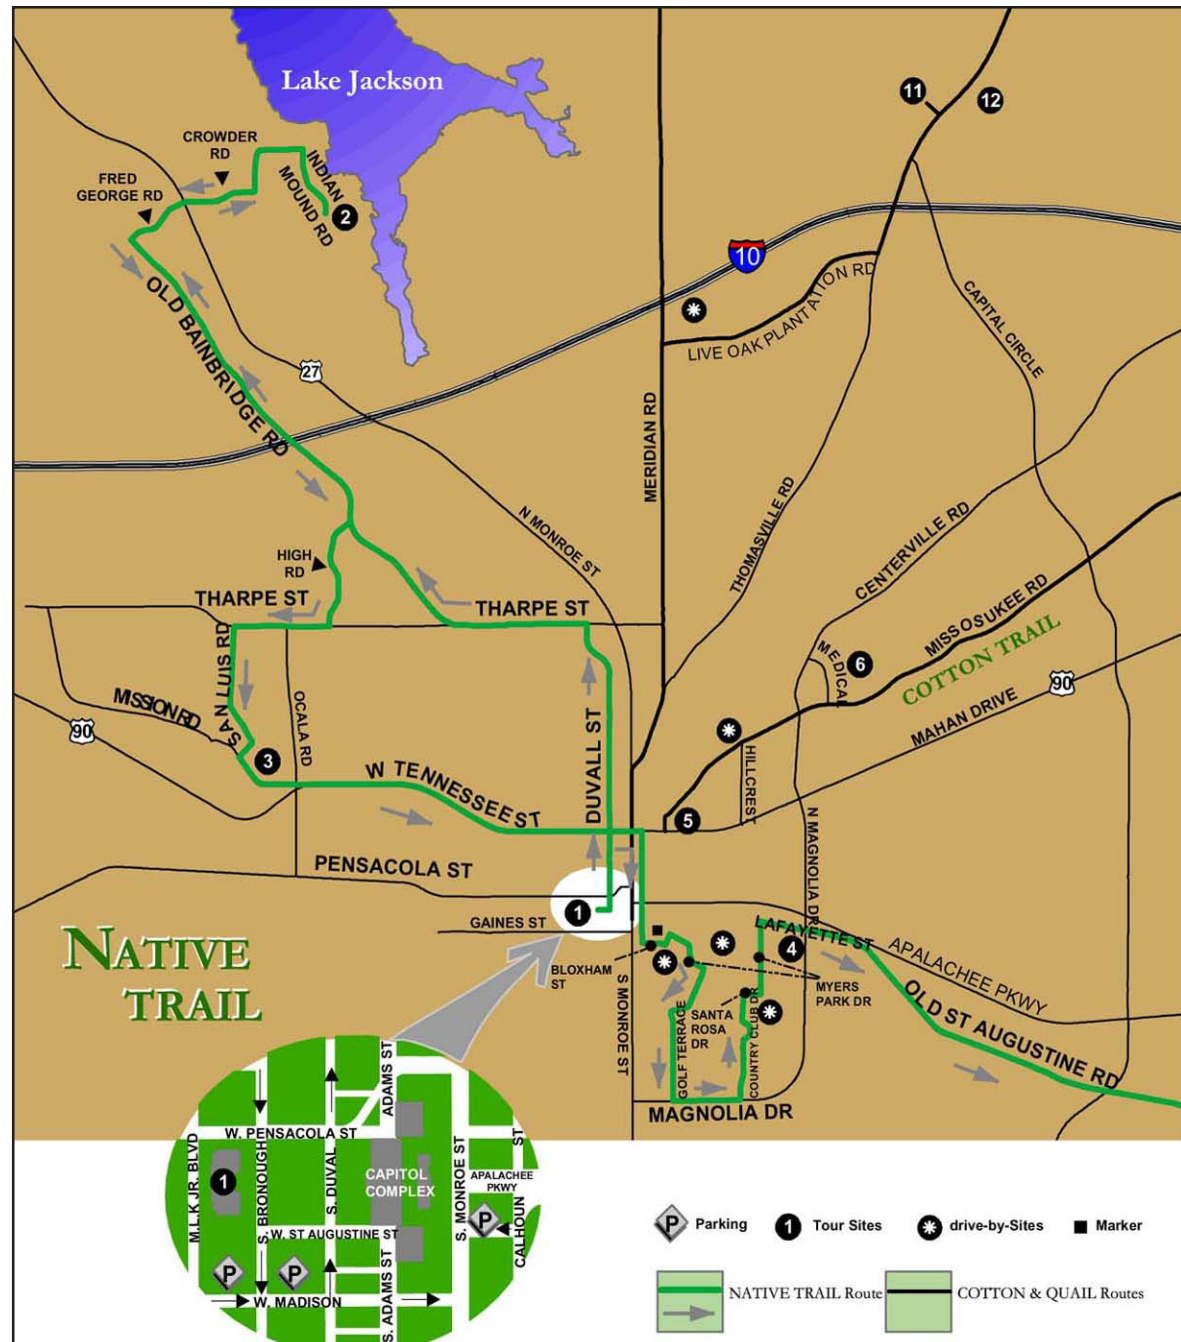 Lake Jackson
11
12
CROWDER
RD
FRED
GEORGE RD
INDIAN
MOUND RD
2
10
OLD BAINBRIDGE RD
27
LIVE OAK PLANTATION RD
CAPITAL CIRCLE
MERIDIAN RD
N MONROE ST
THOMASVILLE RD
CENTERVILLE RD
HIGH
RD
THARPE ST
THARPE ST
MISSOSUKEE RD
COTTON TRAIL
MEDICAL
6
SAN LUIS RD
MISSION RD
90
90
OCALA RD
3
MAHAN DRIVE
HILLCREST
W TENNESSEE ST
DUVALL ST
5
N MAGNOLIA DR
PENSACOLA ST
1
GAINES ST
LAFAYETTE ST
4
APALACHEE PKWY
NATIVE
TRAIL
BLOXHAM
ST
MYERS
PARK DR
SANTA
ROSA
DR
S MONROE ST
GOLF TERRACE
COUNTRY CLUB DR
OLD ST AUGUSTINE RD
MAGNOLIA DR
ADAMS ST
W. PENSACOLA ST
M.L.K JR. BLVD
1
S. BRONOUGH
S. DUVAL
CAPITOL
COMPLEX
S. MONROE ST
APALACHEE
PKWY
CALHOUN ST
P
W. ST AUGUSTINE ST
P
P
S. ADAMS ST
W. MADISON
P Parking
1 Tour Sites
drive-by-Sites
Marker
NATIVE TRAIL Route
COTTON & QUAIL Routes